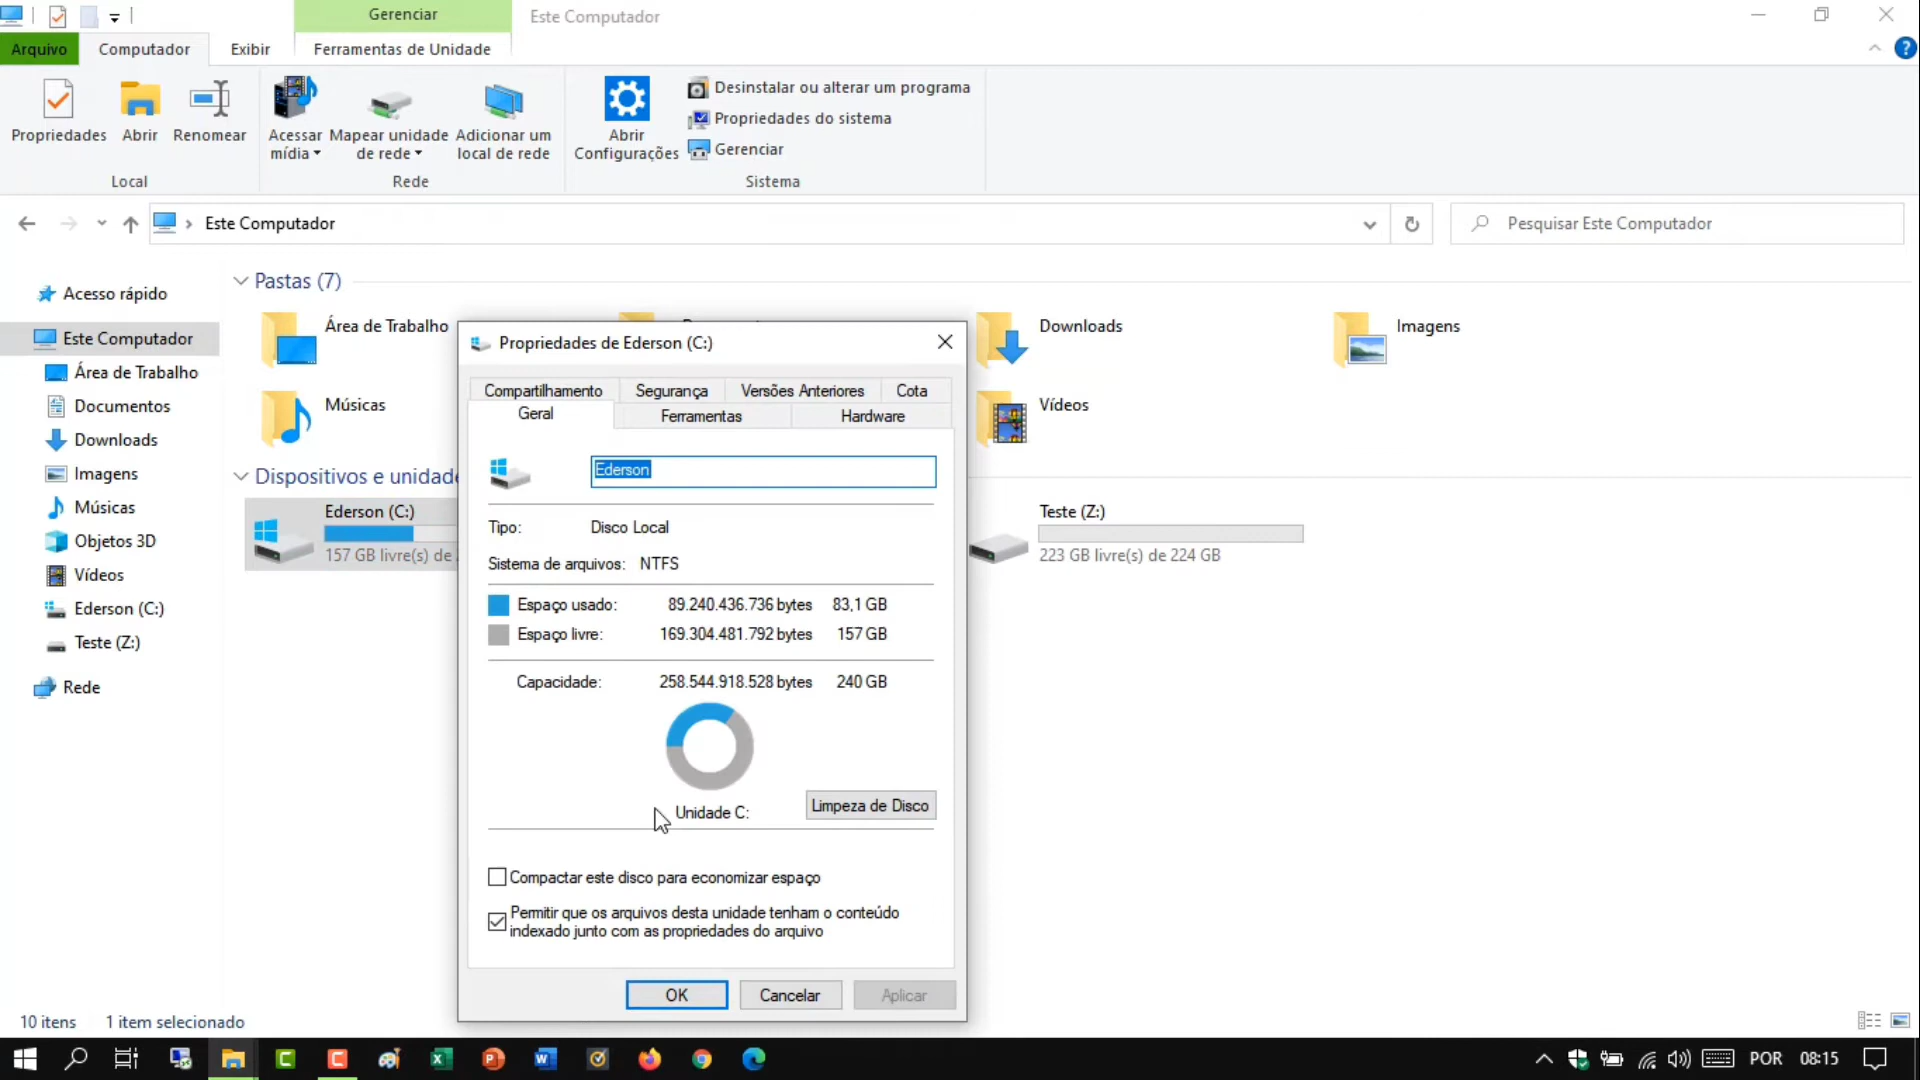 Gerenciar
Este Computador
Arquivo
Computador
Exibir
Ferramentas de Unidade
Propriedades
Abrir
Renomear
Acessar
mídia
Mapear unidade
de rede
Adicionar um
local de rede
Abrir
Configurações
Desinstalar ou alterar um programa
Propriedades do sistema
Gerenciar
Local
Rede
Sistema
Este Computador
Pesquisar Este Computador
Acesso rápido
Este Computador
Área de Trabalho
Documentos
Downloads
Imagens
Músicas
Objetos 3D
Vídeos
Ederson (C:)
Teste (Z:)
Rede
Pastas (7)
Área de Trabalho
Downloads
Imagens
Músicas
Vídeos
Dispositivos e
Ederson (C:)
157 GB livre(s) de
Teste (Z:)
223 GB livre(s) de 224 GB
Propriedades de Ederson (C:)
Compartilhamento
Segurança
Versões Anteriores
Cota
Geral
Ferramentas
Hardware
Ederson
Tipo: Disco Local
Sistema de arquivos: NTFS
Espaço usado: 89.240.436.736 bytes 83,1 GB
Espaço livre: 169.304.481.792 bytes 157 GB
Capacidade: 258.544.918.528 bytes 240 GB
Unidade C:
Limpeza de Disco
Compactar este disco para economizar espaço
Permitir que os arquivos desta unidade tenham o conteúdo
indexado junto com as propriedades do arquivo
OK
Cancelar
Aplicar
10 itens
1 item selecionado
POR
08:15